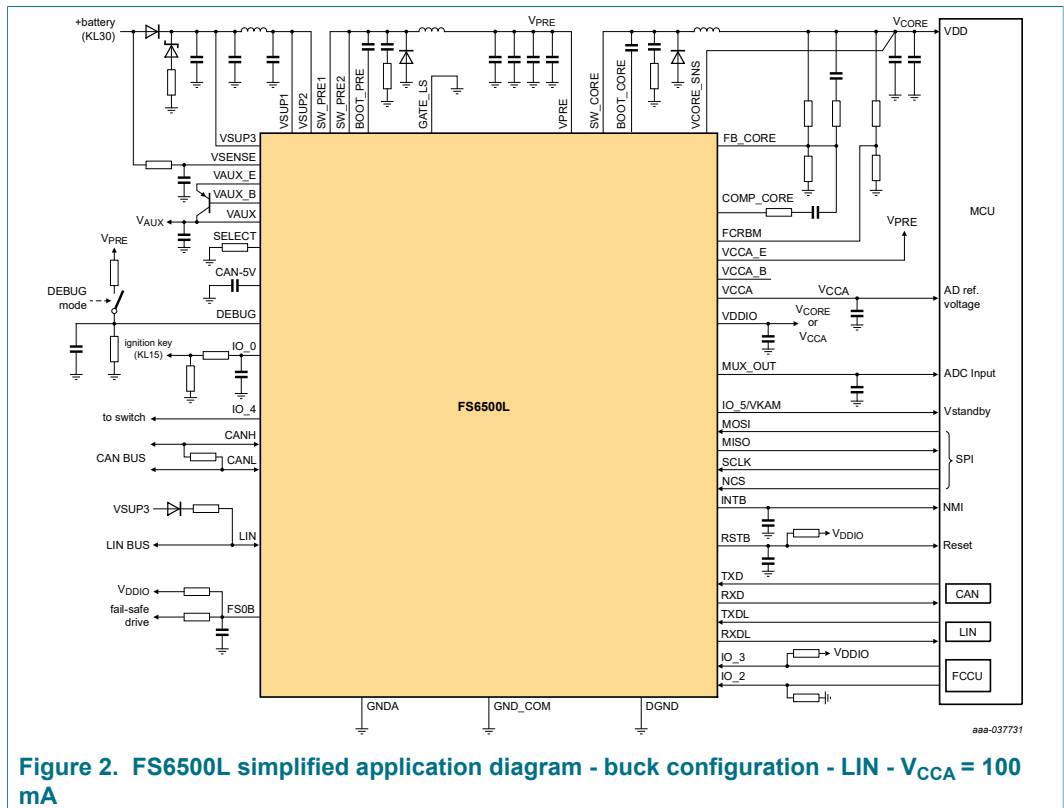 +battery
(KL30)
VPRE
VCORE
VSUP1
VSUP2
SW_PRE1
SW_PRE2
BOOT_PRE
GATE_LS
VPRE
SW_CORE
BOOT_CORE
VCORE_SNS
VSUP3
VSENSE
VAUX_E
VAUX_B
VAUX
VAUX
SELECT
VPRE
CAN-5V
DEBUG
mode
DEBUG
ignition key
(KL15)
IO_0
to switch
IO_4
CANH
CAN BUS
CANL
VSUP3
LIN
LIN BUS
VDDIO
fail-safe
drive
FS0B
FS6500L
GNDA
GND_COM
DGND
FB_CORE
COMP_CORE
FCRBM
VPRE
VCCA_E
VCCA_B
VCCA
VCCA
VDDIO
VCORE
or
VCCA
MUX_OUT
IO_5/VKAM
MOSI
MISO
SCLK
NCS
INTB
RSTB
VDDIO
TXD
RXD
TXDL
RXDL
IO_3
VDDIO
IO_2
VDD
MCU
AD ref.
voltage
ADC Input
Vstandby
SPI
NMI
Reset
CAN
LIN
FCCU
aaa-037731
Figure 2. FS6500L simplified application diagram - buck configuration - LIN - VCCA = 100
mA